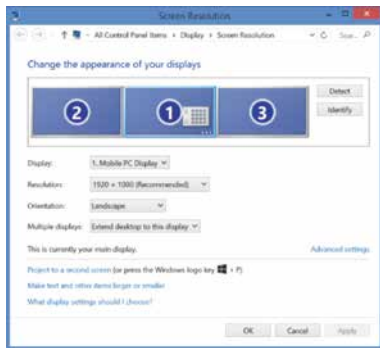 Screen Resolution
All Control Panel Items Display Screen Resolution
Change the appearance of your displays
2 1 3
Detect
Identify
Display: 1. Mobile PC Display
Resolution: 1920 × 1080 (Recommended)
Orientation: Landscape
Multiple displays: Extend desktop to this display
This is currently your main display.
Advanced settings
Project to a second screen (or press the Windows logo key + P)
Make text and other items larger or smaller
What display settings should I choose?
OK Cancel Apply